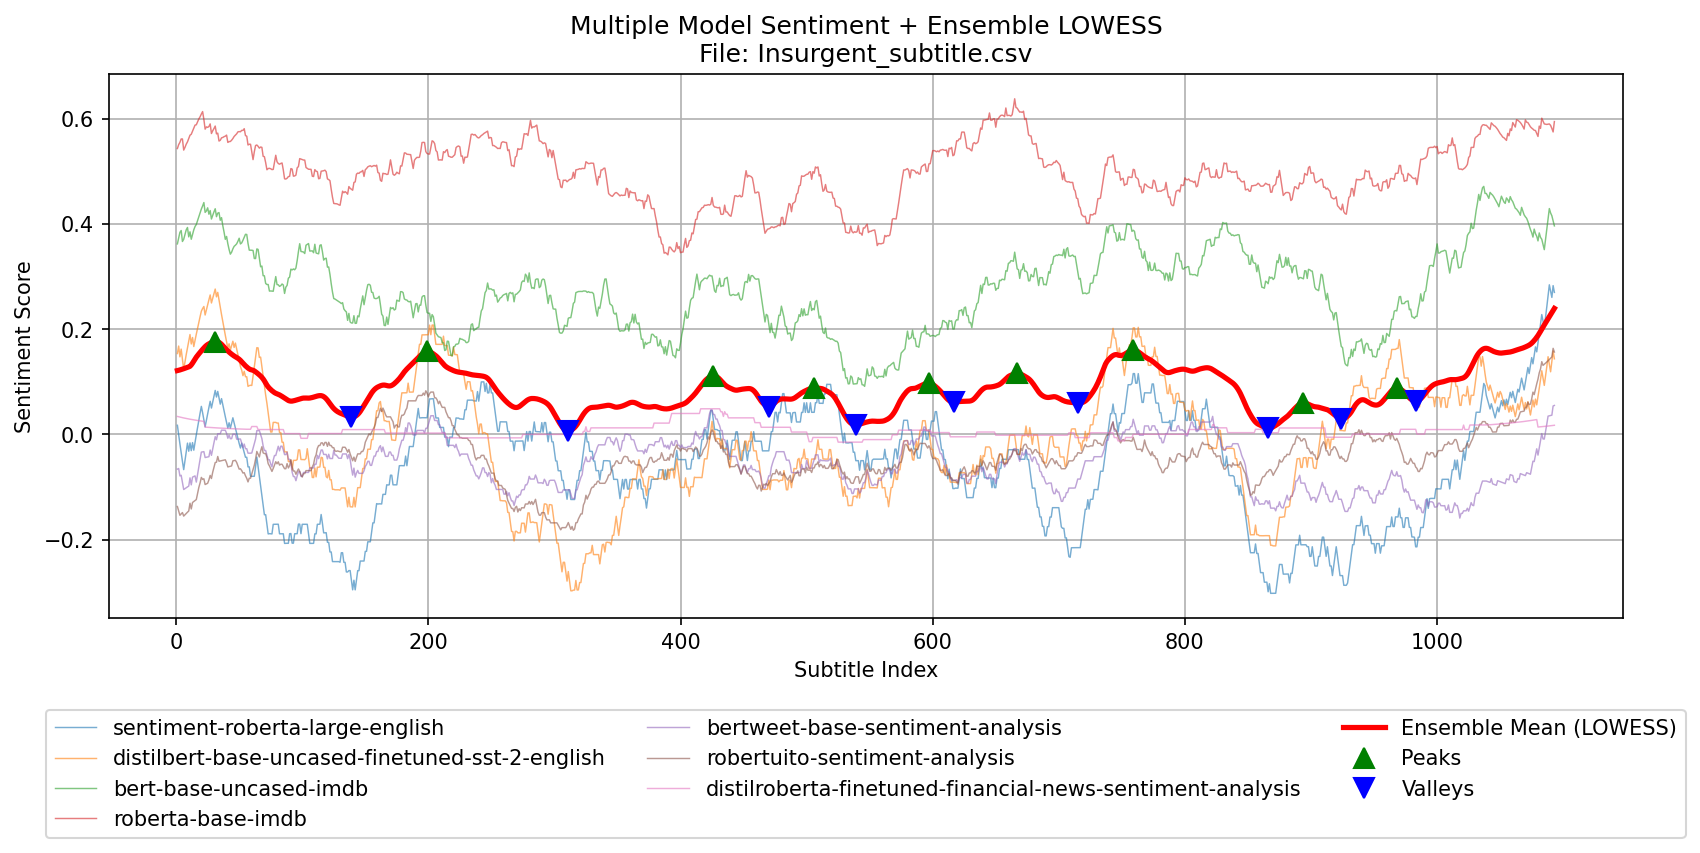 Multiple Model Sentiment + Ensemble LOWESS
File: Insurgent_subtitle.csv
Sentiment Score
0.6
0.4
0.2
0.0
−0.2
0 200 400 600 800 1000
Subtitle Index
sentiment-roberta-large-english
distilbert-base-uncased-finetuned-sst-2-english
bert-base-uncased-imdb
roberta-base-imdb
bertweet-base-sentiment-analysis
robertuito-sentiment-analysis
distilroberta-finetuned-financial-news-sentiment-analysis
Ensemble Mean (LOWESS)
Peaks
Valleys